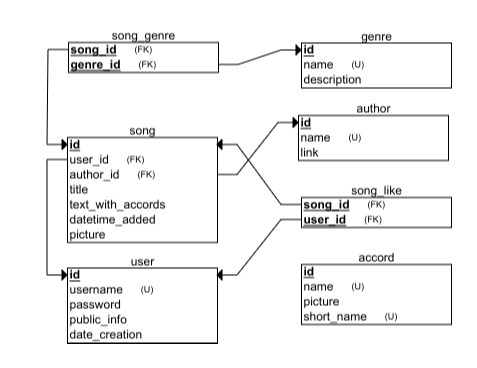 song_genre
song_id (FK)
genre_id (FK)
genre
id
name (U)
description
author
id
name (U)
link
song
id
user_id (FK)
author_id (FK)
title
text_with_accords
datetime_added
picture
song_like
song_id (FK)
user_id (FK)
user
id
username (U)
password
public_info
date_creation
accord
id
name (U)
picture
short_name (U)